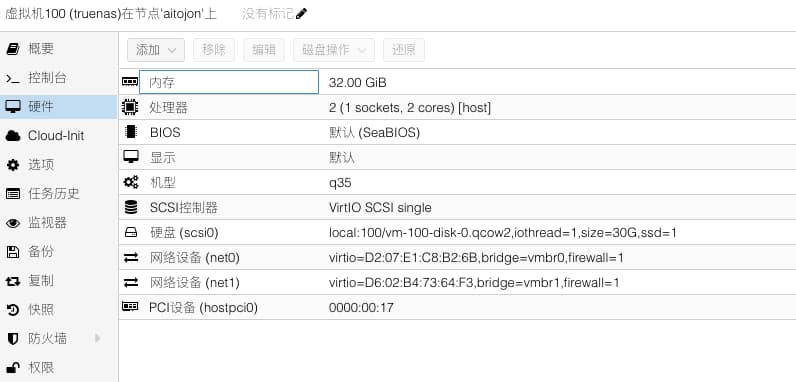 虚拟机100 (truenas)在节点'aitojon'上 没有标记
概要
控制台
硬件
Cloud-Init
选项
任务历史
监视器
备份
复制
快照
防火墙
权限
添加 移除 编辑 磁盘操作 还原
内存 32.00 GiB
处理器 2 (1 sockets, 2 cores) [host]
BIOS 默认 (SeaBIOS)
显示 默认
机型 q35
SCSI控制器 VirtIO SCSI single
硬盘 (scsi0) local:100/vm-100-disk-0.qcow2,iothread=1,size=30G,ssd=1
网络设备 (net0) virtio=D2:07:E1:C8:B2:6B,bridge=vmbr0,firewall=1
网络设备 (net1) virtio=D6:02:B4:73:64:F3,bridge=vmbr1,firewall=1
PCI设备 (hostpci0) 0000:00:17